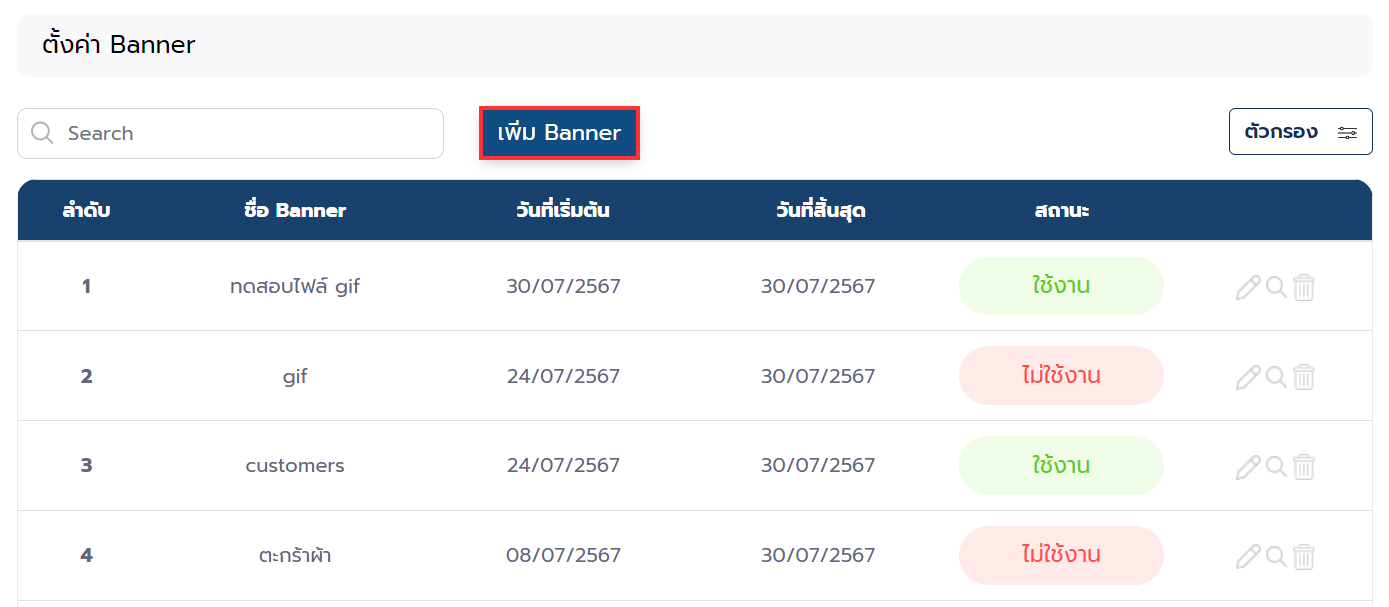 ตั้งค่า Banner
Search
เพิ่ม Banner
ตัวกรอง
ลำดับ ชื่อ Banner วันที่เริ่มต้น วันที่สิ้นสุด สถานะ
1 ทดสอบไฟล์ gif 30/07/2567 30/07/2567 ใช้งาน
2 gif 24/07/2567 30/07/2567 ไม่ใช้งาน
3 customers 24/07/2567 30/07/2567 ใช้งาน
4 ตะกร้าผ้า 08/07/2567 30/07/2567 ไม่ใช้งาน